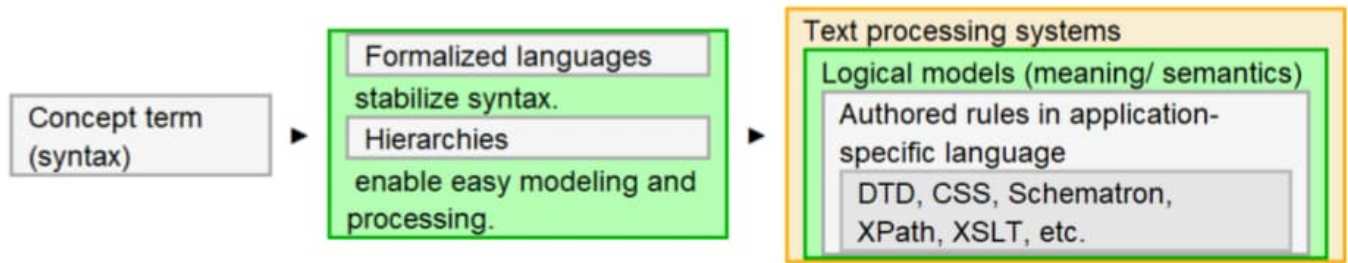 Concept term
(syntax)
Formalized languages
stabilize syntax.
Hierarchies
enable easy modeling and
processing.
Text processing systems
Logical models (meaning/ semantics)
Authored rules in application-
specific language
DTD, CSS, Schematron,
XPath, XSLT, etc.